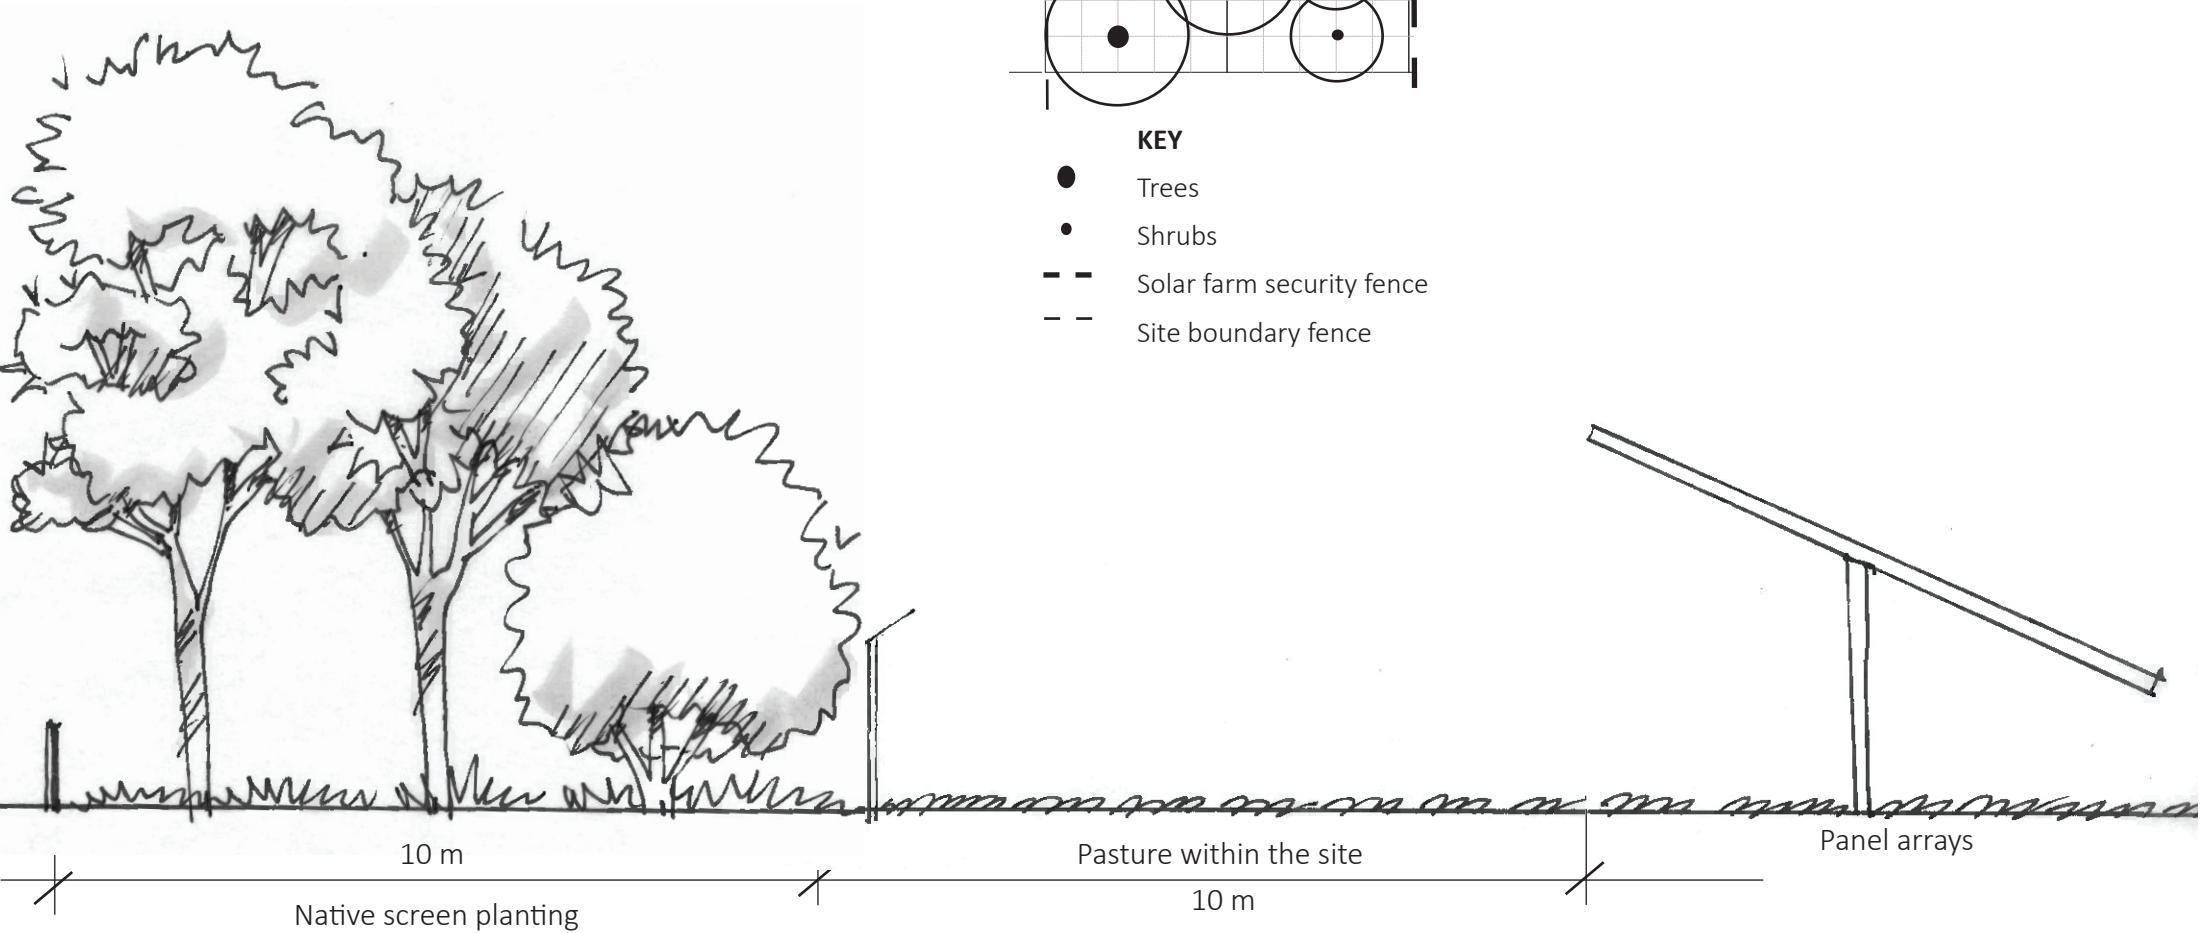 KEY
Trees
Shrubs
Solar farm security fence
Site boundary fence
10 m
Native screen planting
Pasture within the site
10 m
Panel arrays